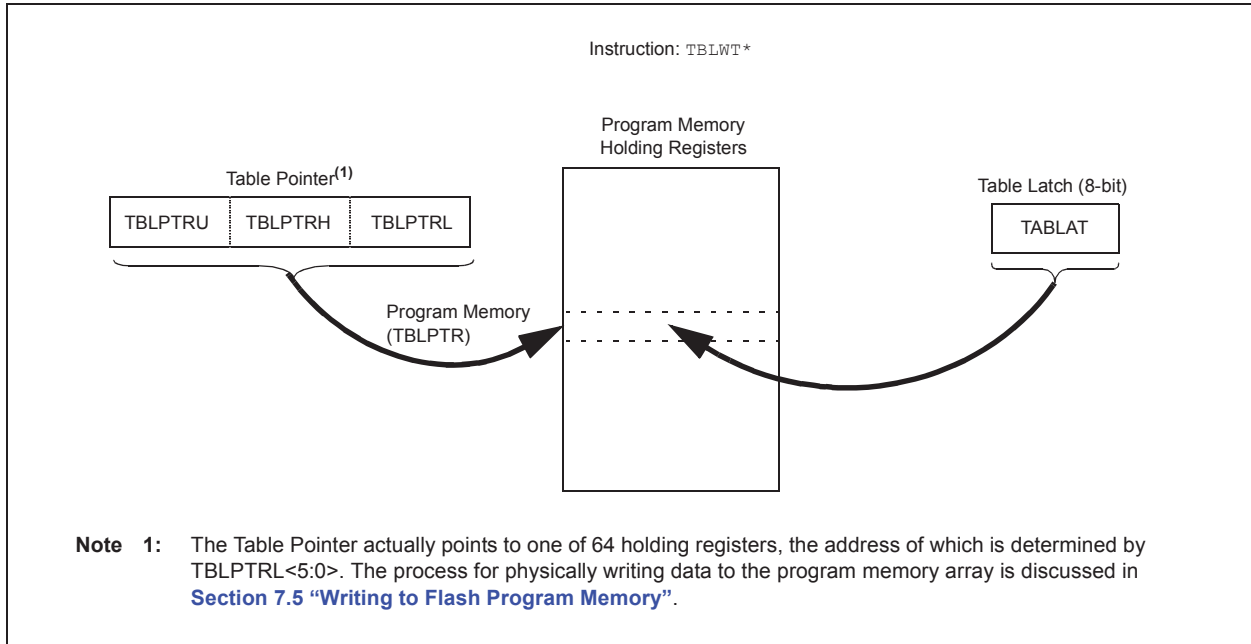 Instruction: TBLWT*
Program Memory
Holding Registers
Table Pointer(1)
Table Latch (8-bit)
TBLPTRU TBLPTRH TBLPTRL
TABLAT
Program Memory
(TBLPTR)
Note 1: The Table Pointer actually points to one of 64 holding registers, the address of which is determined by
TBLPTRL<5:0>. The process for physically writing data to the program memory array is discussed in
Section 7.5 “Writing to Flash Program Memory”.